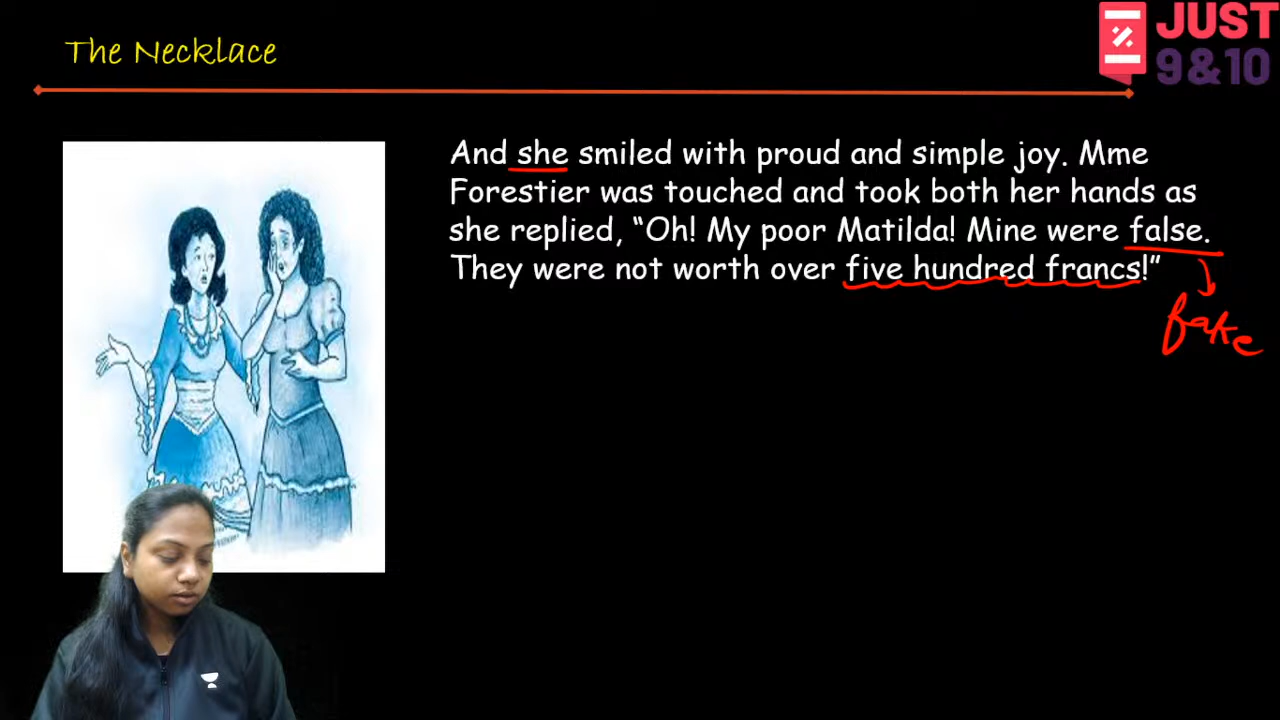 The Necklace
JUST
9 & 10
And she smiled with proud and simple joy. Mme
Forestier was touched and took both her hands as
she replied, “Oh! My poor Matilda! Mine were false.
They were not worth over five hundred francs!”
fake